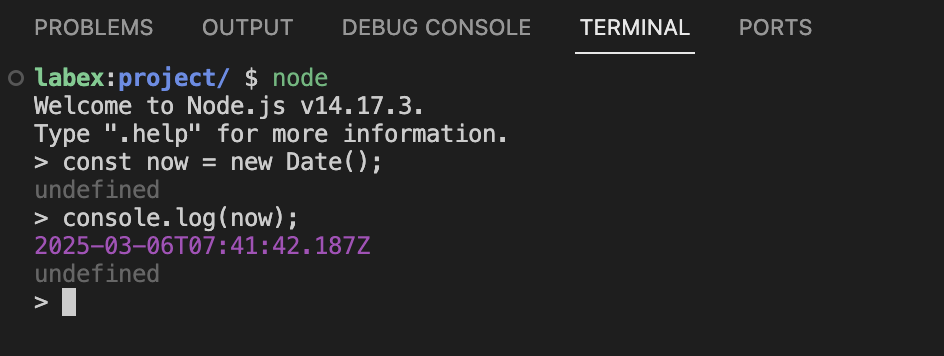 PROBLEMS OUTPUT DEBUG CONSOLE TERMINAL PORTS
labex:project/ $ node
Welcome to Node.js v14.17.3.
Type ".help" for more information.
> const now = new Date();
undefined
> console.log(now);
2025-03-06T07:41:42.187Z
undefined
>